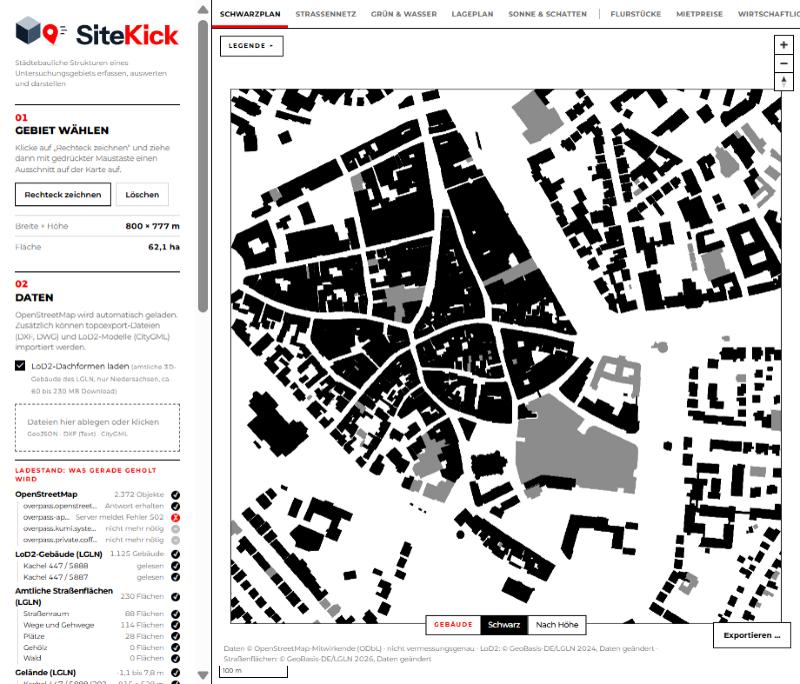 SiteKick
Städtebauliche Strukturen eines
Untersuchungsgebiets erfassen, auswerten
und darstellen
01
GEBIET WÄHLEN
Klicke auf „Rechteck zeichnen“ und ziehe
dann mit gedrückter Maustaste einen
Ausschnitt auf der Karte auf.
Rechteck zeichnen
Löschen
Breite × Höhe 800 × 777 m
Fläche 62,1 ha
02
DATEN
OpenStreetMap wird automatisch geladen.
Zusätzlich können topoexport-Dateien
(DXF, DWG) und LoD2-Modelle (CityGML)
importiert werden.
LoD2-Dachformen laden (amtliche 3D-
Gebäude des LGLN, nur Niedersachsen, ca.
60 bis 230 MB Download)
Dateien hier ablegen oder klicken
GeoJSON · DXF (Text) · CityGML
LADESTAND: WAS GERADE GEHOLT
WIRD
OpenStreetMap 2.372 Objekte
overpass.openstreet... Antwort erhalten
overpass-ap... Server meldet Fehler 502
overpass.kumi.syste... nicht mehr nötig
overpass.private.coff... nicht mehr nötig
LoD2-Gebäude (LGLN) 1.125 Gebäude
Kachel 447 / 5888 gelesen
Kachel 447 / 5887 gelesen
Amtliche Straßenflächen
(LGLN) 230 Flächen
Straßenraum 88 Flächen
Wege und Gehwege 114 Flächen
Plätze 28 Flächen
Gehölz 0 Flächen
Wald 0 Flächen
Gelände (LGLN) -1,1 bis 7,8 m
SCHWARZPLAN STRASSENNETZ GRÜN & WASSER LAGEPLAN SONNE & SCHATTEN FLURSTÜCKE MIETPREISE WIRTSCHAFTLIC
LEGENDE
GEBÄUDE Schwarz Nach Höhe
Exportieren ...
Daten © OpenStreetMap-Mitwirkende (ODbL) · nicht vermessungsgenau · LoD2: © GeoBasis-DE/LGLN 2024, Daten geändert ·
Straßenflächen: © GeoBasis-DE/LGLN 2026, Daten geändert
100 m